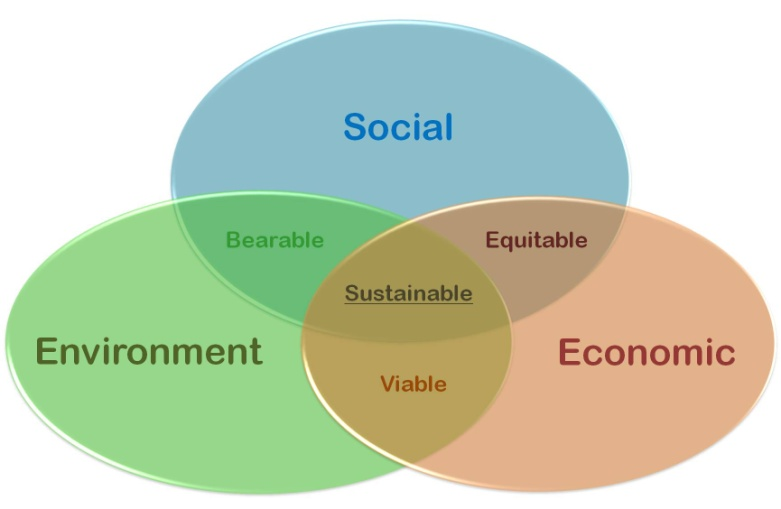 Social
Bearable
Equitable
Sustainable
Environment
Economic
Viable